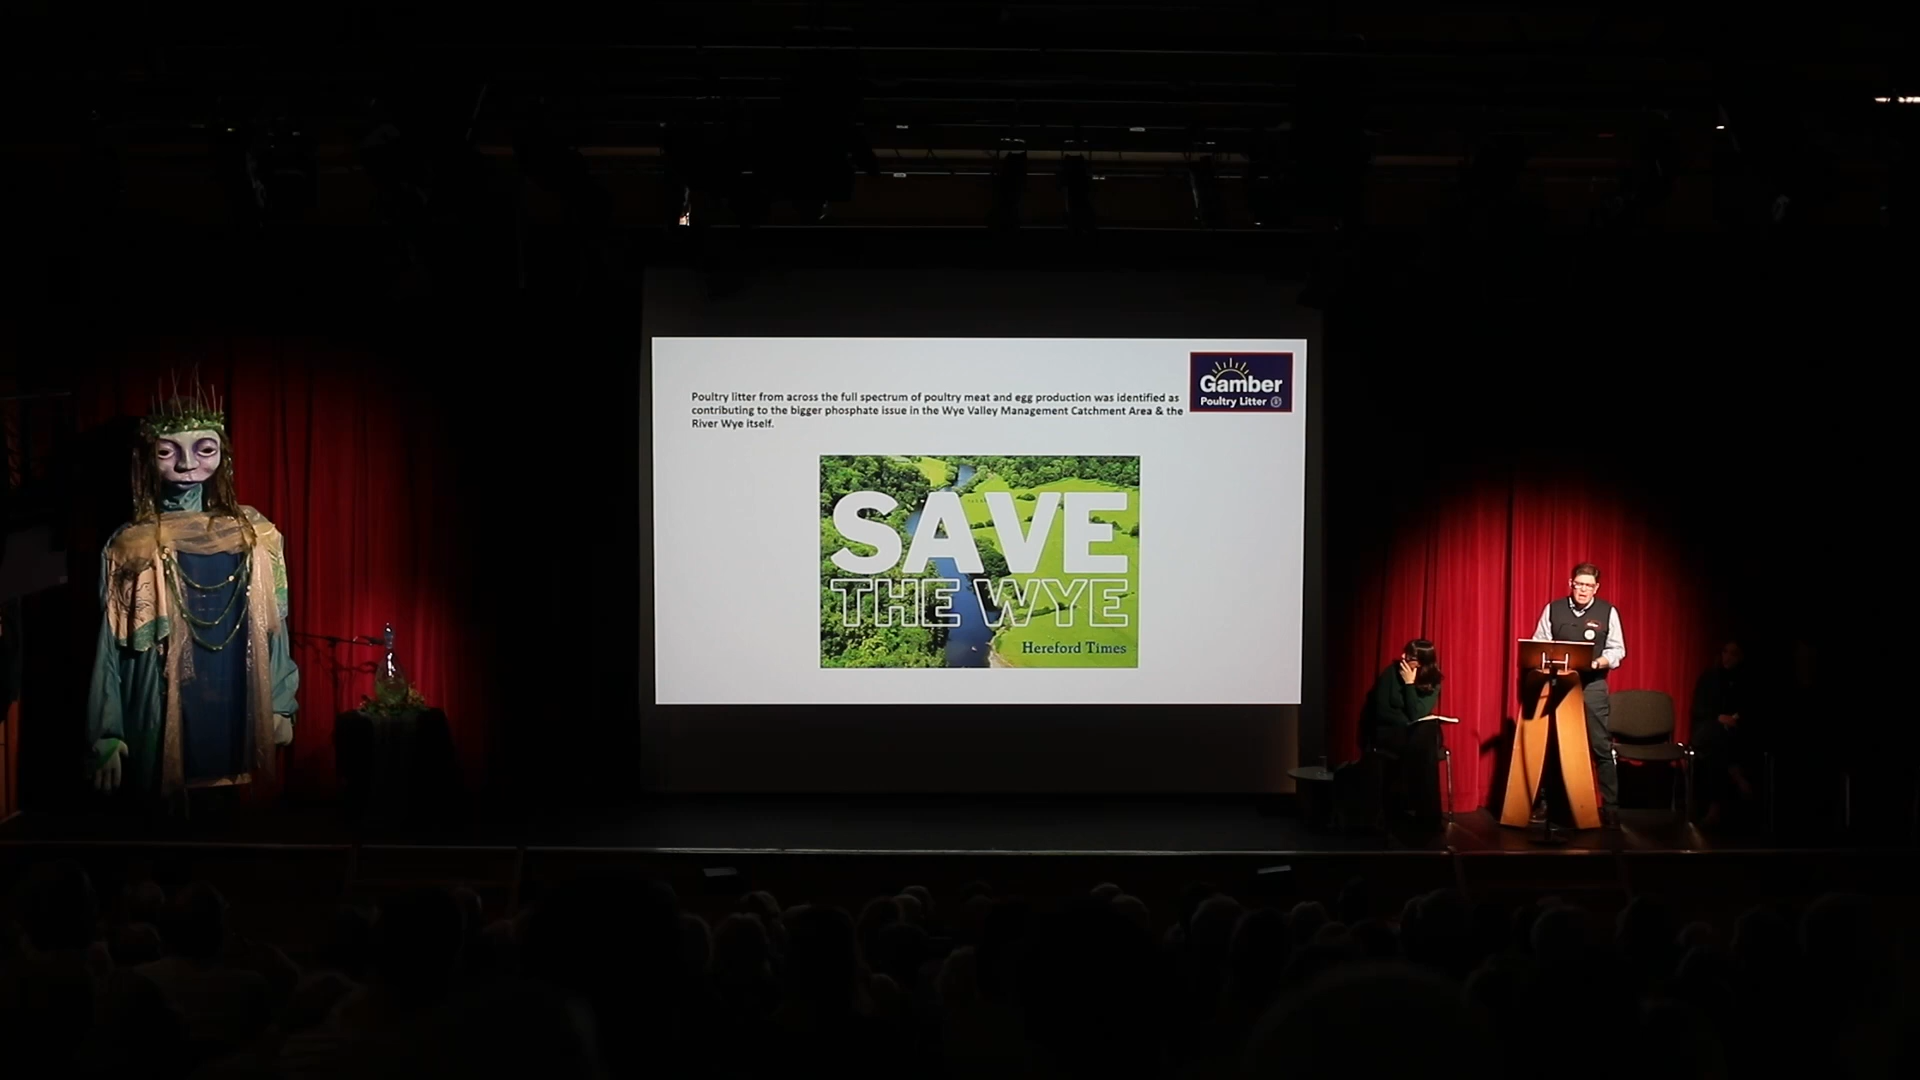 Gamber
Poultry Litter
Poultry litter from across the full spectrum of poultry meat and egg production was identified as
contributing to the bigger phosphate issue in the Wye Valley Management Catchment Area & the
River Wye itself.
SAVE
THE WYE
Hereford Times